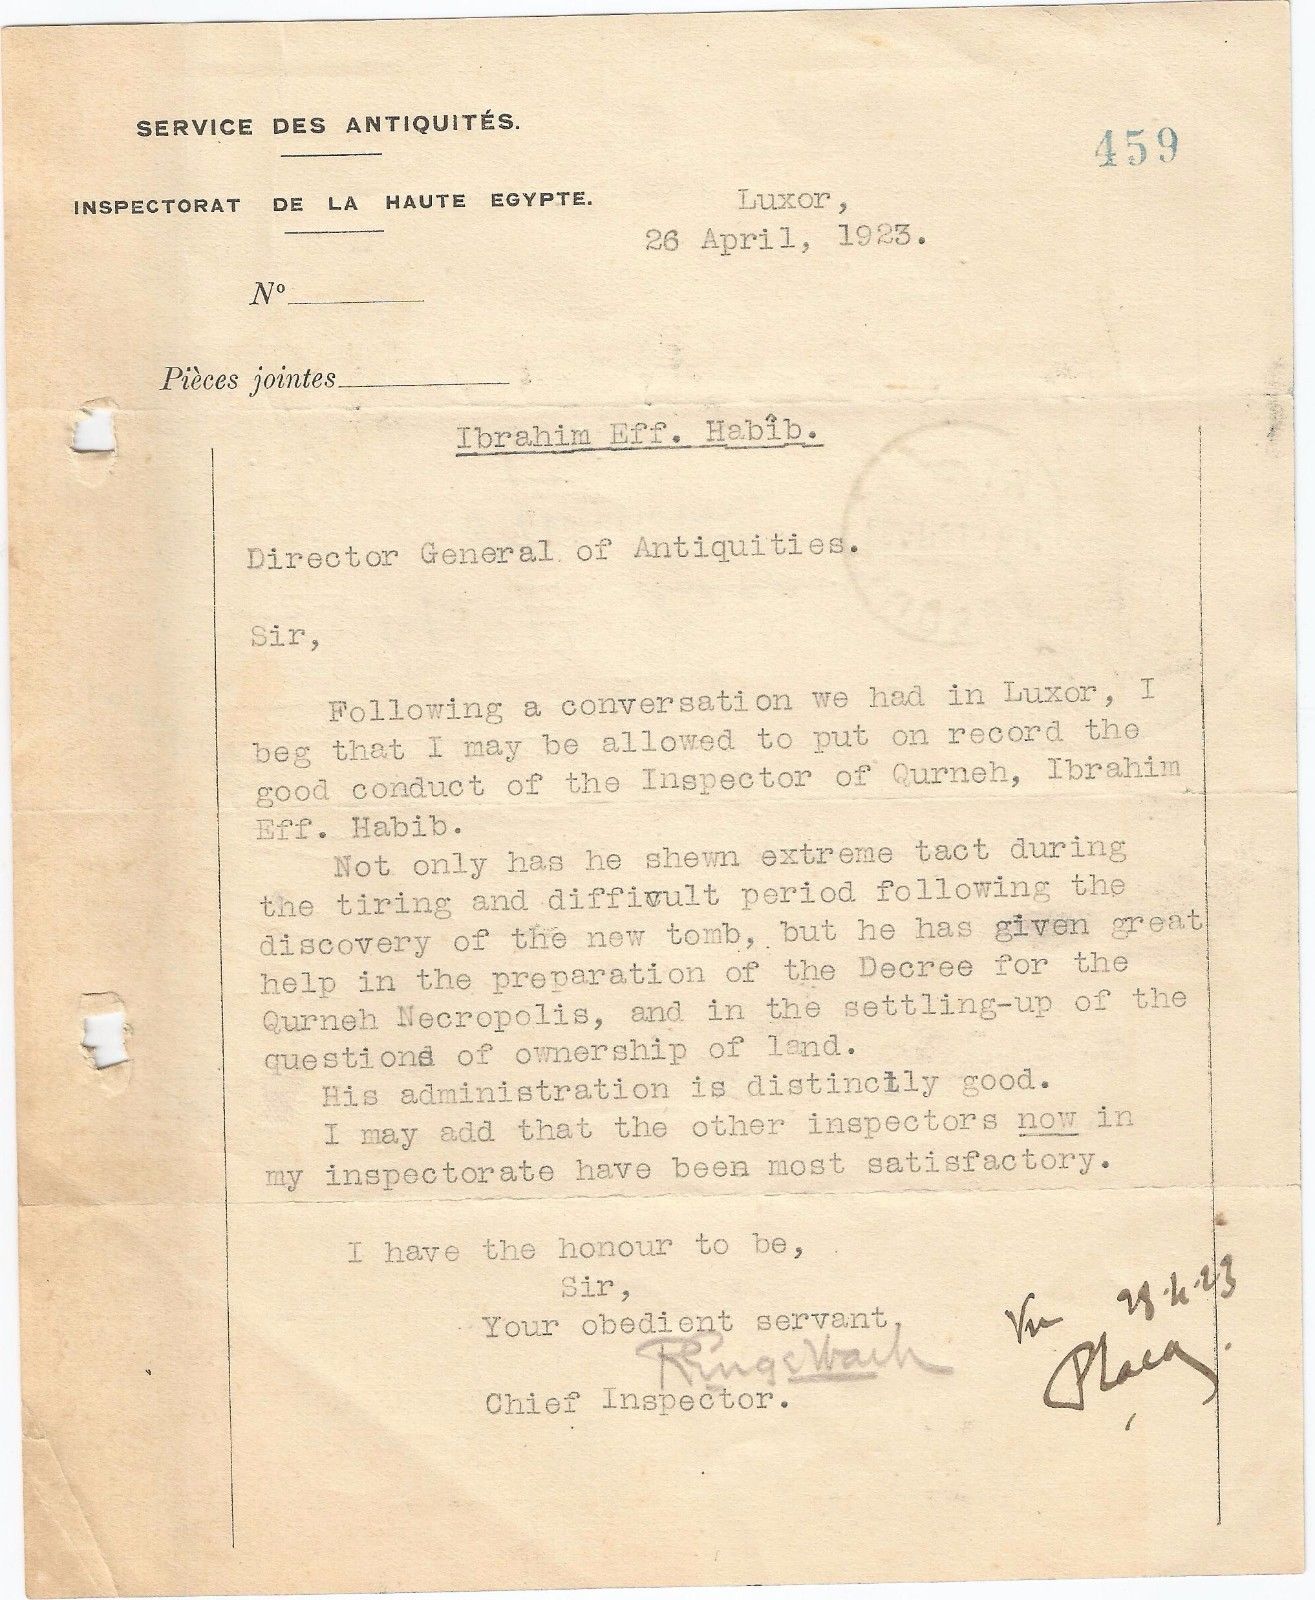 SERVICE DES ANTIQUITÉS.
459
INSPECTORAT DE LA HAUTE EGYPTE.
Luxor,
26 April, 1923.
Nº
Pièces jointes
Ibrahim Eff. Habîb.
Director General of Antiquities.
Sir,
Following a conversation we had in Luxor, I
beg that I may be allowed to put on record the
good conduct of the Inspector of Qurneh, Ibrahim
Eff. Habib.
Not only has he shewn extreme tact during
the tiring and difficult period following the
discovery of the new tomb, but he has given great
help in the preparation of the Decree for the
Qurneh Necropolis, and in the settling-up of the
questions of ownership of land.
His administration is distinctly good.
I may add that the other inspectors now in
my inspectorate have been most satisfactory.
I have the honour to be,
Sir,
Your obedient servant,
Chief Inspector.
Vu 28.4.23